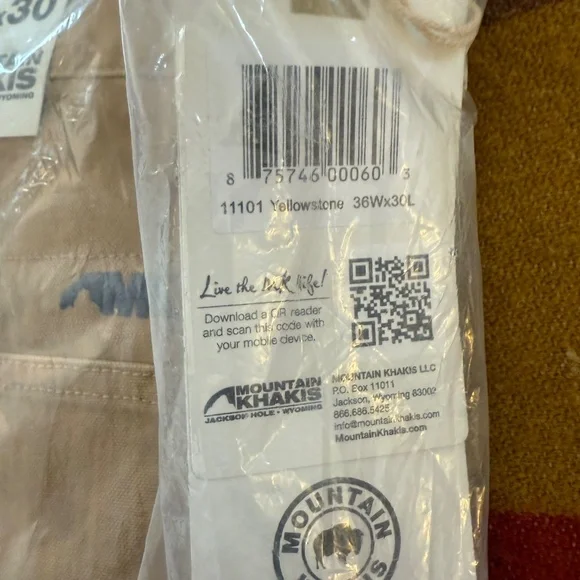 x30
MOUNTAIN
KHAKIS
WYOMING
8 75746 00060 3
11101 Yellowstone 36Wx30L
Live the MK life!
Download a QR reader
and scan this code with
your mobile device.
MOUNTAIN
KHAKIS
JACKSON HOLE • WYOMING
MOUNTAIN KHAKIS LLC
P.O. Box 11011
Jackson, Wyoming 83002
866.686.5425
info@mountainkhakis.com
MountainKhakis.com
MOUNTAIN